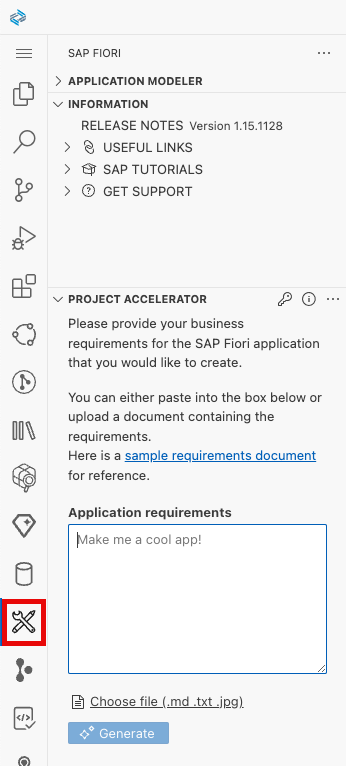 SAP FIORI
APPLICATION MODELER
INFORMATION
RELEASE NOTES Version 1.15.1128
USEFUL LINKS
SAP TUTORIALS
GET SUPPORT
PROJECT ACCELERATOR
Please provide your business
requirements for the SAP Fiori application
that you would like to create.
You can either paste into the box below or
upload a document containing the
requirements.
Here is a sample requirements document
for reference.
Application requirements
Make me a cool app!
Choose file (.md .txt .jpg)
Generate